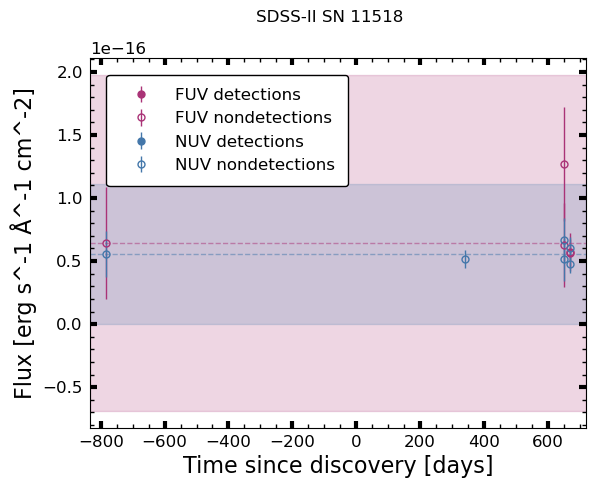 SDSS-II SN 11518
1e−16
2.0
1.5
1.0
0.5
0.0
−0.5
FUV detections
FUV nondetections
NUV detections
NUV nondetections
Flux [erg s^-1 Å^-1 cm^-2]
−800 −600 −400 −200 0 200 400 600
Time since discovery [days]